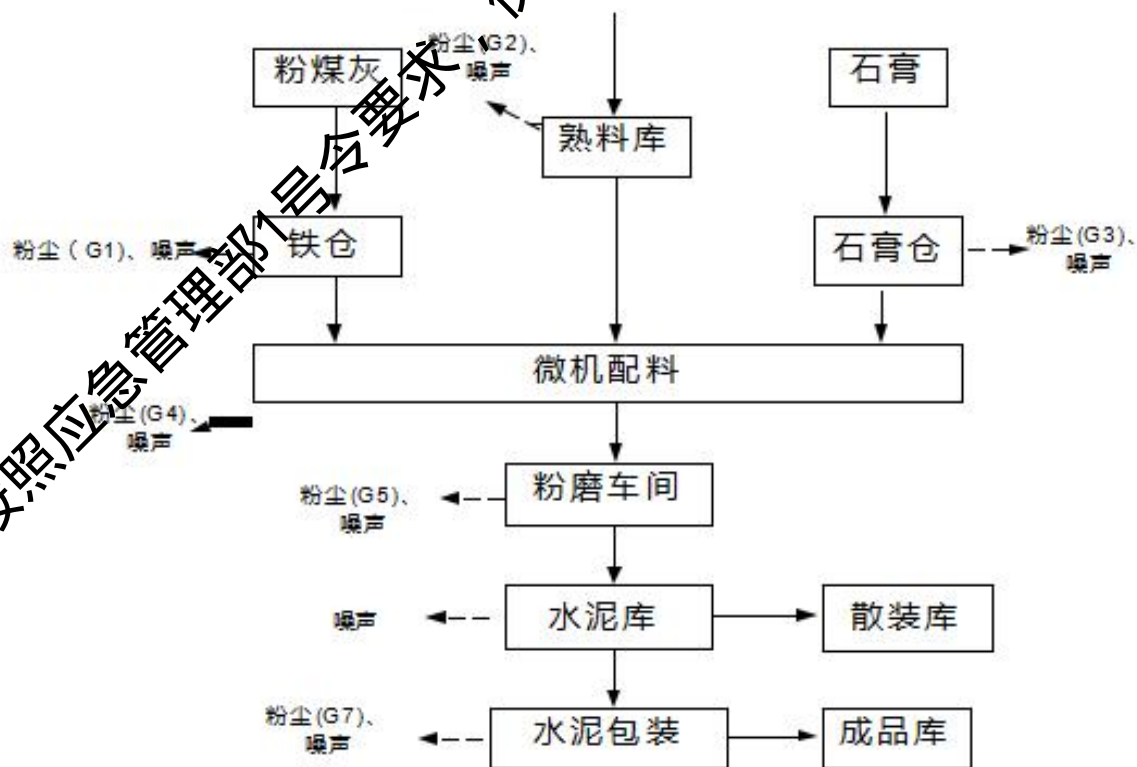 粉尘(G2)、
噪声
粉煤灰
石膏
熟料库
粉尘（G1)、噪声
铁仓
石膏仓
粉尘(G3)、
噪声
微机配料
粉尘(G4)、
噪声
粉磨车间
粉尘(G5)、
噪声
噪声
水泥库
散装库
粉尘(G7)、
噪声
水泥包装
成品库
按照应急管理部1号令要求，仅